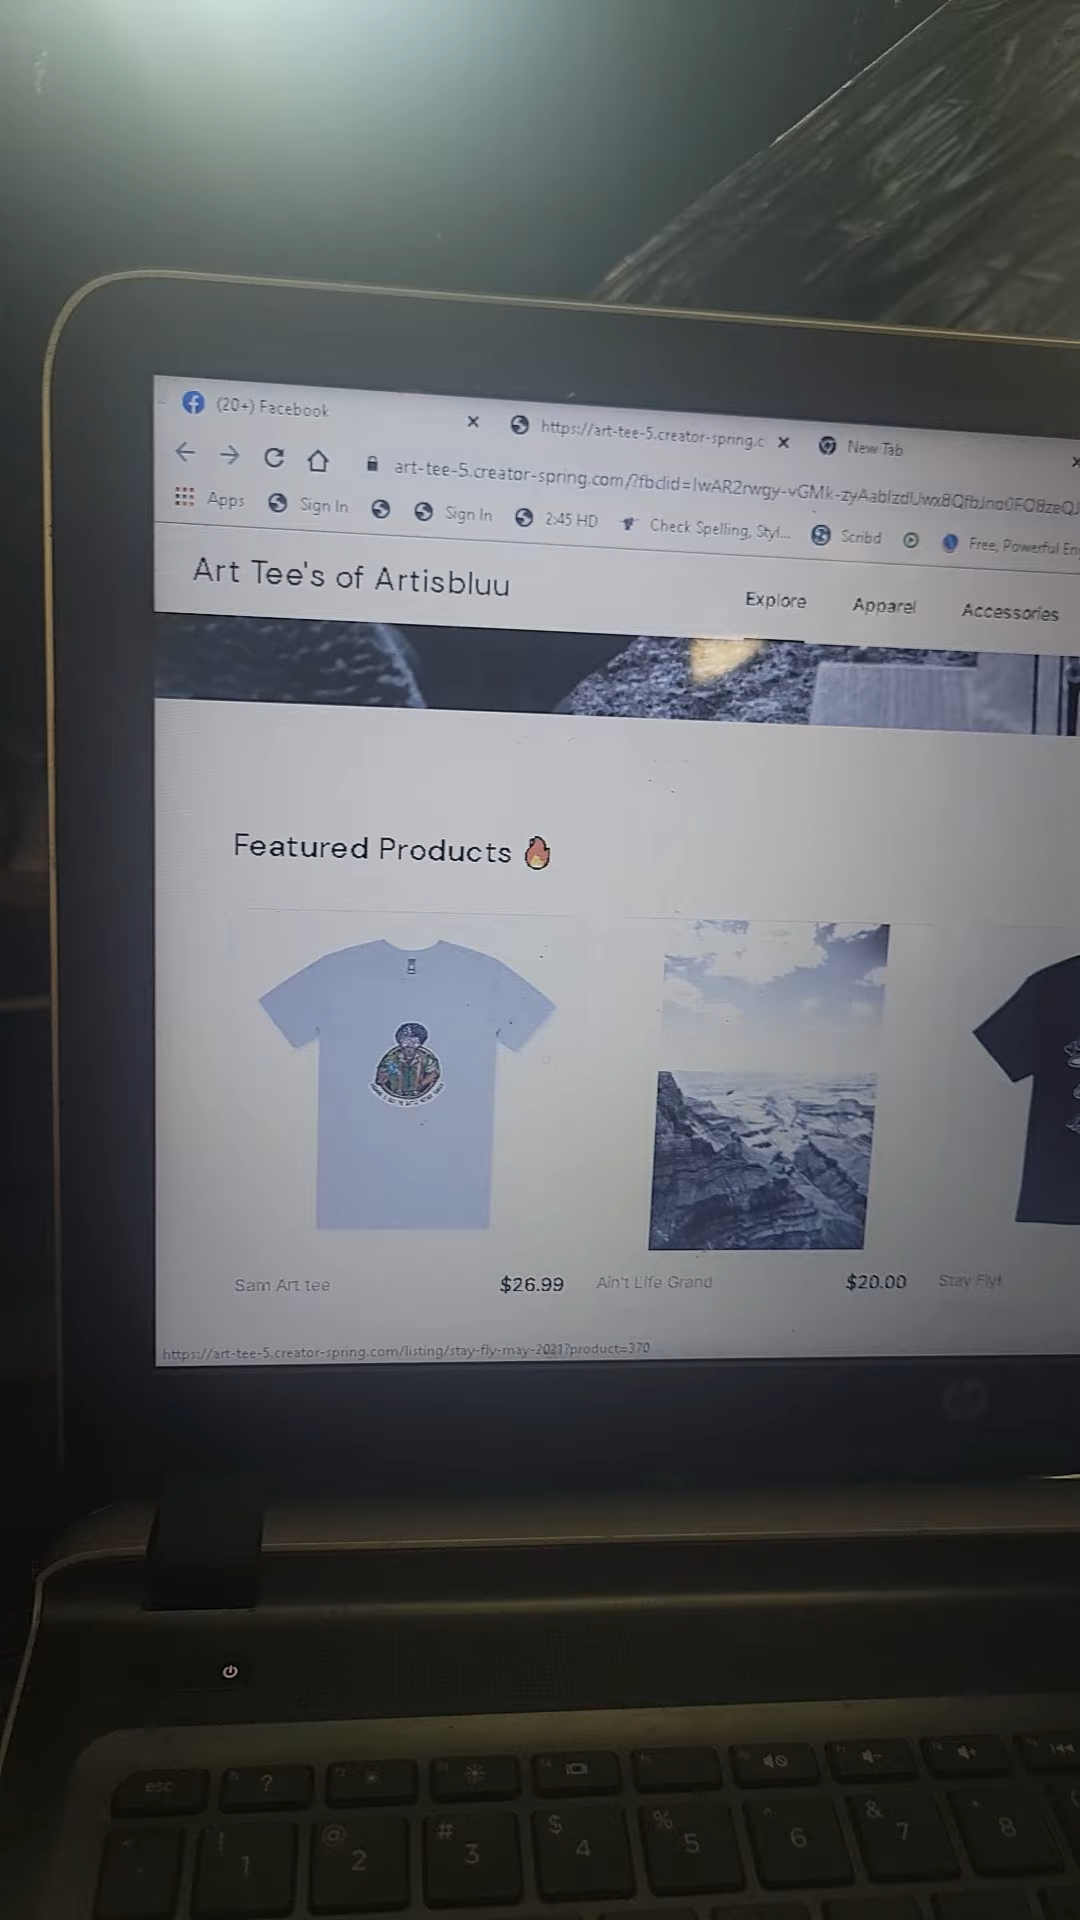 (20+) Facebook
https://art-tee-5.creator-spring.c
New Tab
art-tee-5.creator-spring.com/?fbclid=
Apps
Sign In
Sign In
2:45 HD
Check Spelling, Styl...
Scribd
Free, Powerful
Art Tee's of Artisbluu
Explore
Apparel
Accessories
Featured Products 🔥
Sam Art tee
$26.99
Ain't Life Grand
$20.00
Stay Fly!
https://art-tee-5.creator-spring.com/listing/stay-fly-may-2021?product=370
hp
esc
?
! 1
@ 2
# 3
$ 4
% 5
^ 6
& 7
* 8